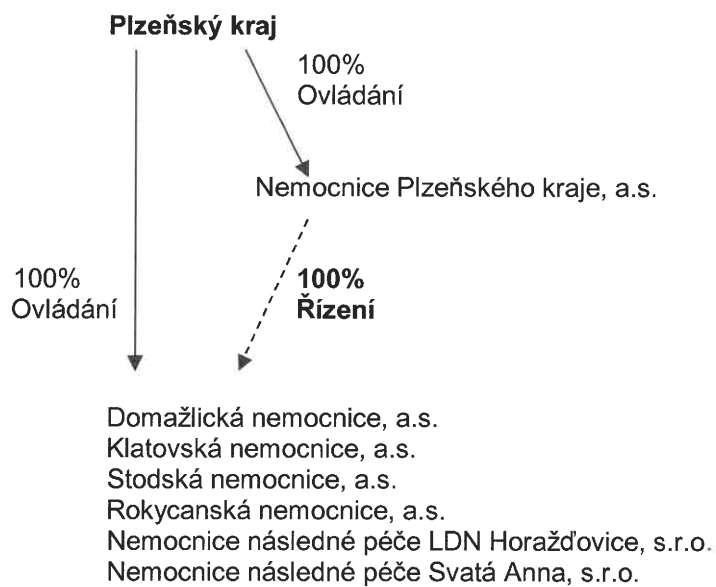 Plzeňský kraj
100%
Ovládání
Nemocnice Plzeňského kraje, a.s.
100%
Ovládání
100%
Řízení
Domažlická nemocnice, a.s.
Klatovská nemocnice, a.s.
Stodská nemocnice, a.s.
Rokycanská nemocnice, a.s.
Nemocnice následné péče LDN Horažďovice, s.r.o.
Nemocnice následné péče Svatá Anna, s.r.o.